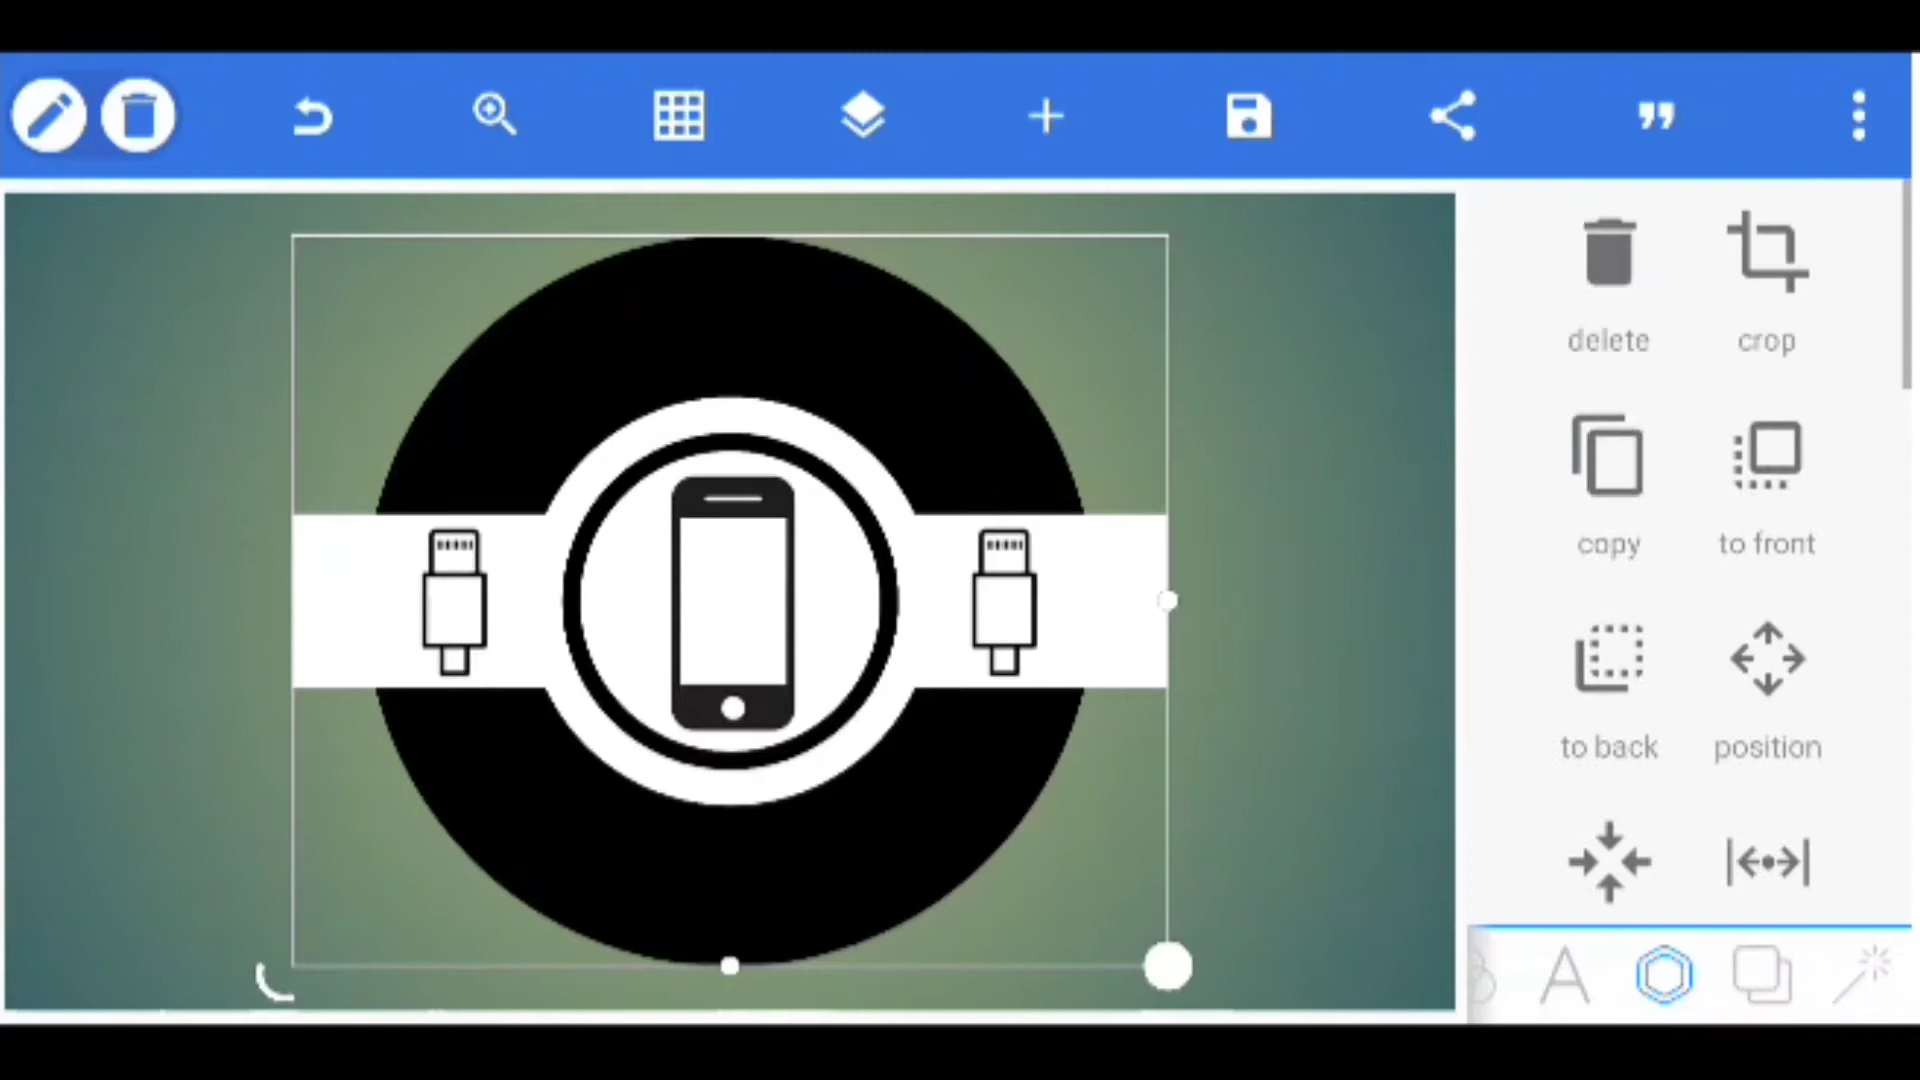 delete
crop
copy
to front
to back
position